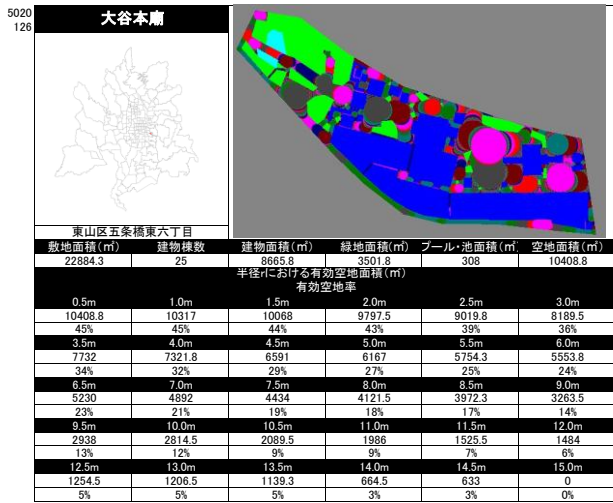 5020
126
大谷本廟
東山区五条橋東六丁目
敷地面積(㎡) 建物棟数 建物面積(㎡) 緑地面積(㎡) プール・池面積(㎡) 空地面積(㎡)
22884.3 25 8665.8 3501.8 308 10408.8
半径rにおける有効空地面積(㎡)
有効空地率
0.5m 1.0m 1.5m 2.0m 2.5m 3.0m
10408.8 10317 10068 9797.5 9019.8 8189.5
45% 45% 44% 43% 39% 36%
3.5m 4.0m 4.5m 5.0m 5.5m 6.0m
7732 7321.8 6591 6167 5754.3 5553.8
34% 32% 29% 27% 25% 24%
6.5m 7.0m 7.5m 8.0m 8.5m 9.0m
5230 4892 4434 4121.5 3972.3 3263.5
23% 21% 19% 18% 17% 14%
9.5m 10.0m 10.5m 11.0m 11.5m 12.0m
2938 2814.5 2089.5 1986 1525.5 1484
13% 12% 9% 9% 7% 6%
12.5m 13.0m 13.5m 14.0m 14.5m 15.0m
1254.5 1206.5 1139.3 664.5 633 0
5% 5% 5% 3% 3% 0%